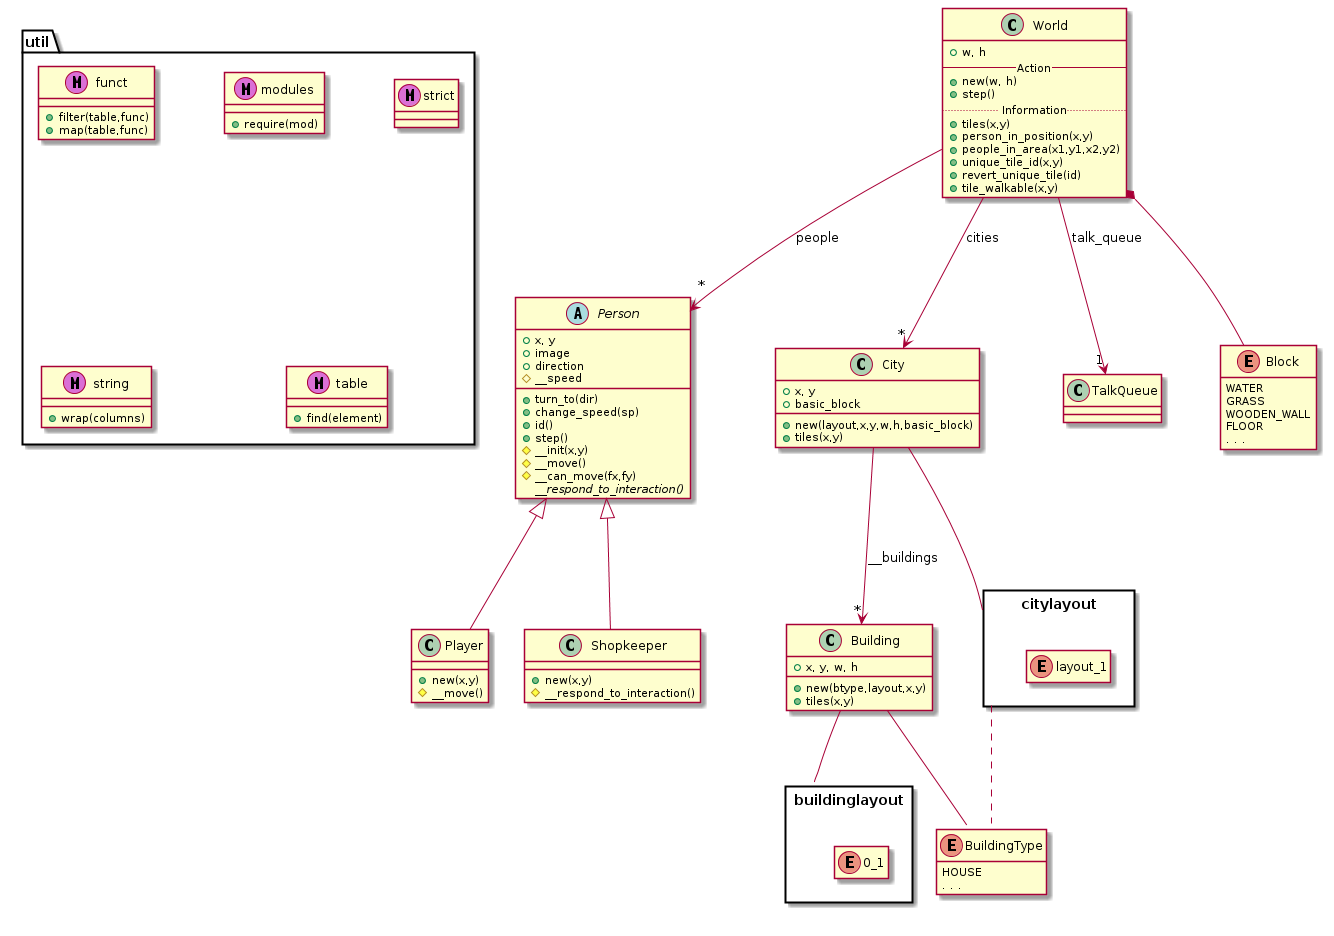 util
H funct
filter(table,func)
map(table,func)
H modules
require(mod)
H strict
H string
wrap(columns)
H table
find(element)
C World
w, h
Action
new(w, h)
step()
Information
tiles(x,y)
person_in_position(x,y)
people_in_area(x1,y1,x2,y2)
unique_tile_id(x,y)
revert_unique_tile(id)
tile_walkable(x,y)
people
cities
talk_queue
*
*
1
A Person
x, y
image
direction
__speed
turn_to(dir)
change_speed(sp)
id()
step()
__init(x,y)
__move()
__can_move(fx,fy)
__respond_to_interaction()
C City
x, y
basic_block
new(layout,x,y,w,h,basic_block)
tiles(x,y)
C TalkQueue
E Block
WATER
GRASS
WOODEN_WALL
FLOOR
. . .
__buildings
*
C Player
new(x,y)
__move()
C Shopkeeper
new(x,y)
__respond_to_interaction()
C Building
x, y, w, h
new(btype,layout,x,y)
tiles(x,y)
citylayout
E layout_1
buildinglayout
E 0_1
E BuildingType
HOUSE
. . .